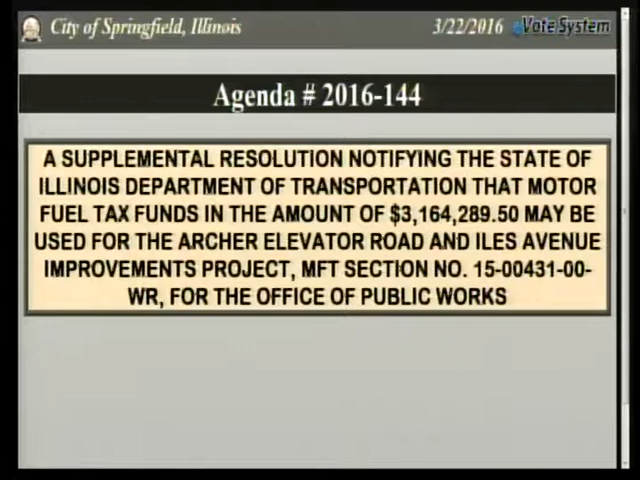 City of Springfield, Illinois 3/22/2016 Vote System
Agenda # 2016-144
A SUPPLEMENTAL RESOLUTION NOTIFYING THE STATE OF
ILLINOIS DEPARTMENT OF TRANSPORTATION THAT MOTOR
FUEL TAX FUNDS IN THE AMOUNT OF $3,164,289.50 MAY BE
USED FOR THE ARCHER ELEVATOR ROAD AND ILES AVENUE
IMPROVEMENTS PROJECT, MFT SECTION NO. 15-00431-00-
WR, FOR THE OFFICE OF PUBLIC WORKS